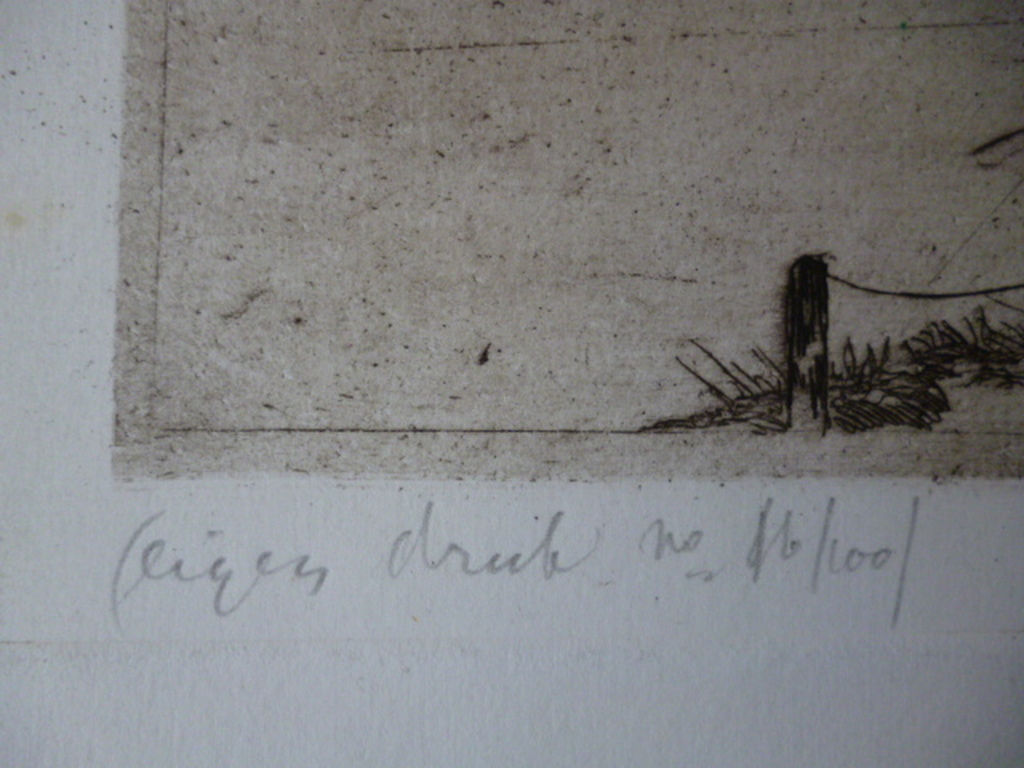 (eigen druk no 16/100)